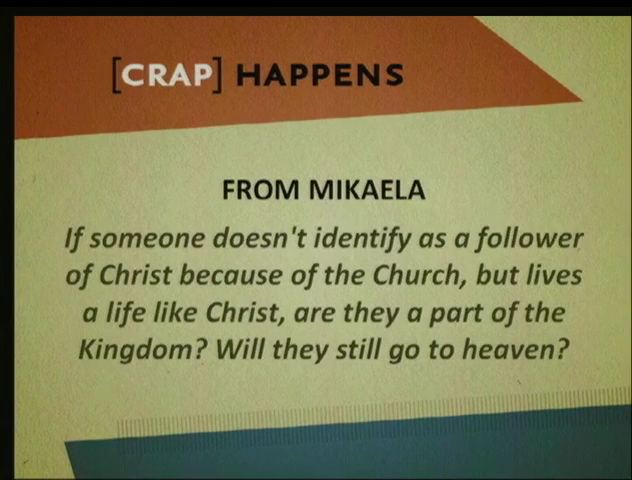 [CRAP] HAPPENS
FROM MIKAELA
If someone doesn't identify as a follower
of Christ because of the Church, but lives
a life like Christ, are they a part of the
Kingdom? Will they still go to heaven?